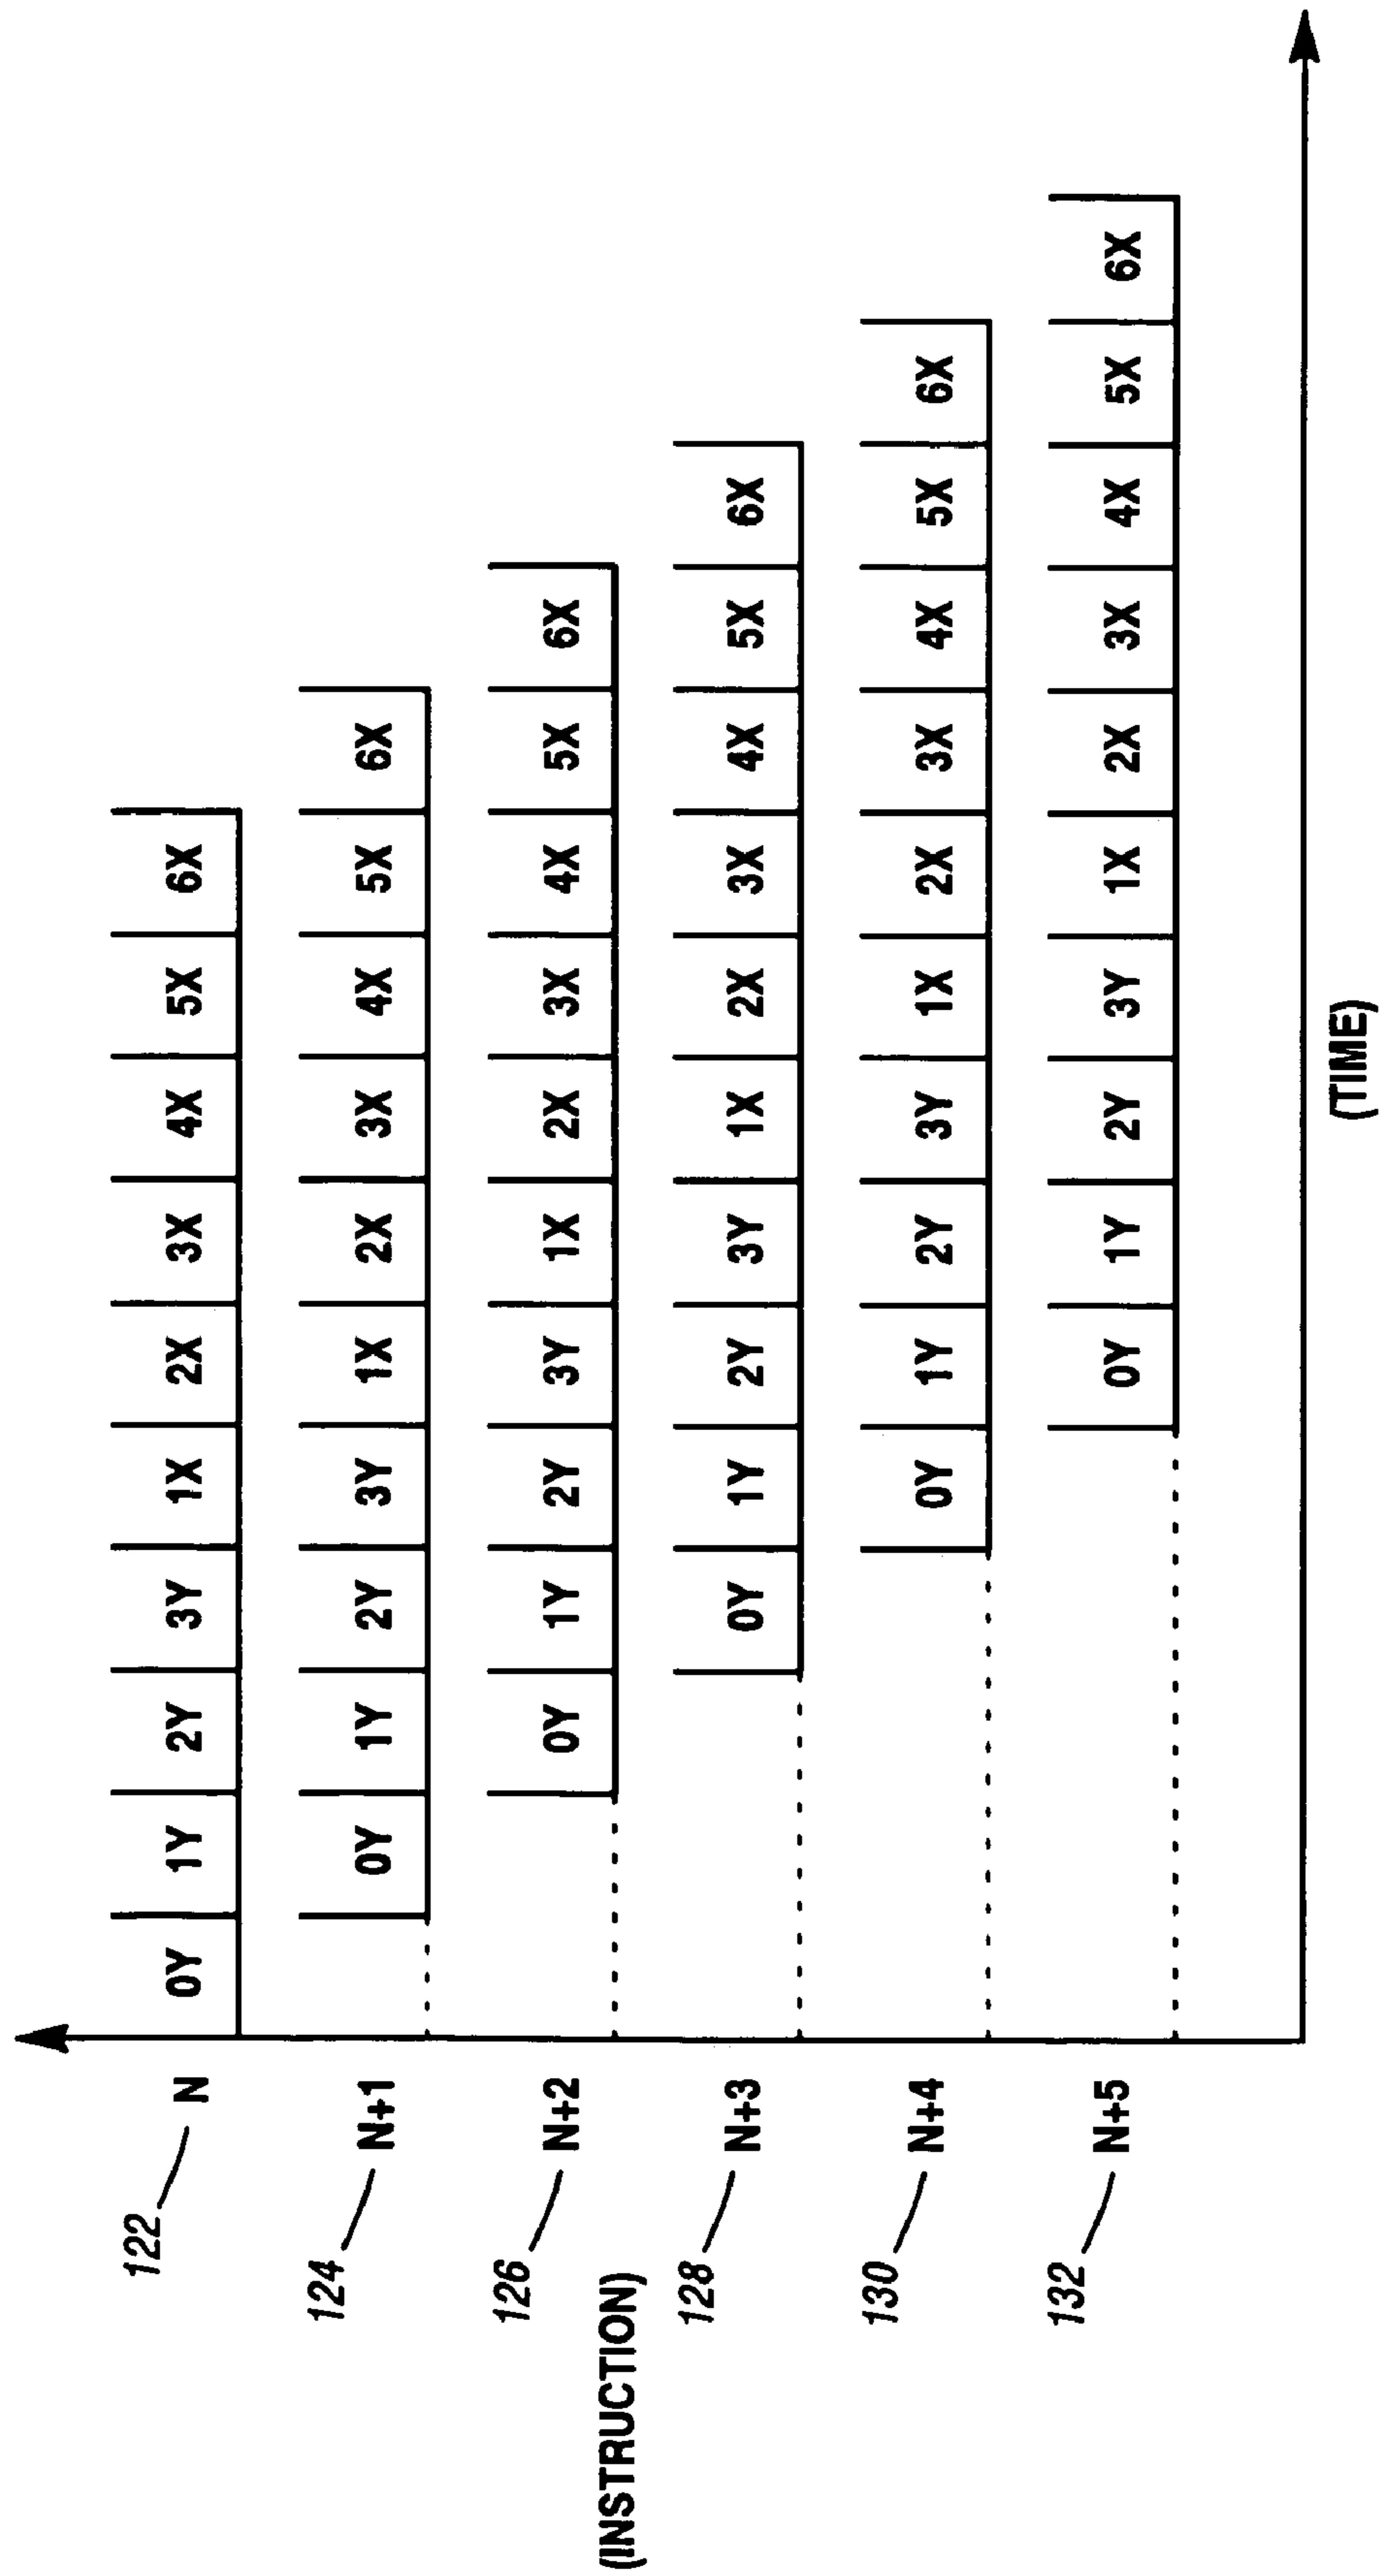 122 N 0Y 1Y 2Y 3Y 1X 2X 3X 4X 5X 6X
124 N+1 0Y 1Y 2Y 3Y 1X 2X 3X 4X 5X 6X
126 N+2 0Y 1Y 2Y 3Y 1X 2X 3X 4X 5X 6X
(INSTRUCTION)
128 N+3 0Y 1Y 2Y 3Y 1X 2X 3X 4X 5X 6X
130 N+4 0Y 1Y 2Y 3Y 1X 2X 3X 4X 5X 6X
132 N+5 0Y 1Y 2Y 3Y 1X 2X 3X 4X 5X 6X
(TIME)